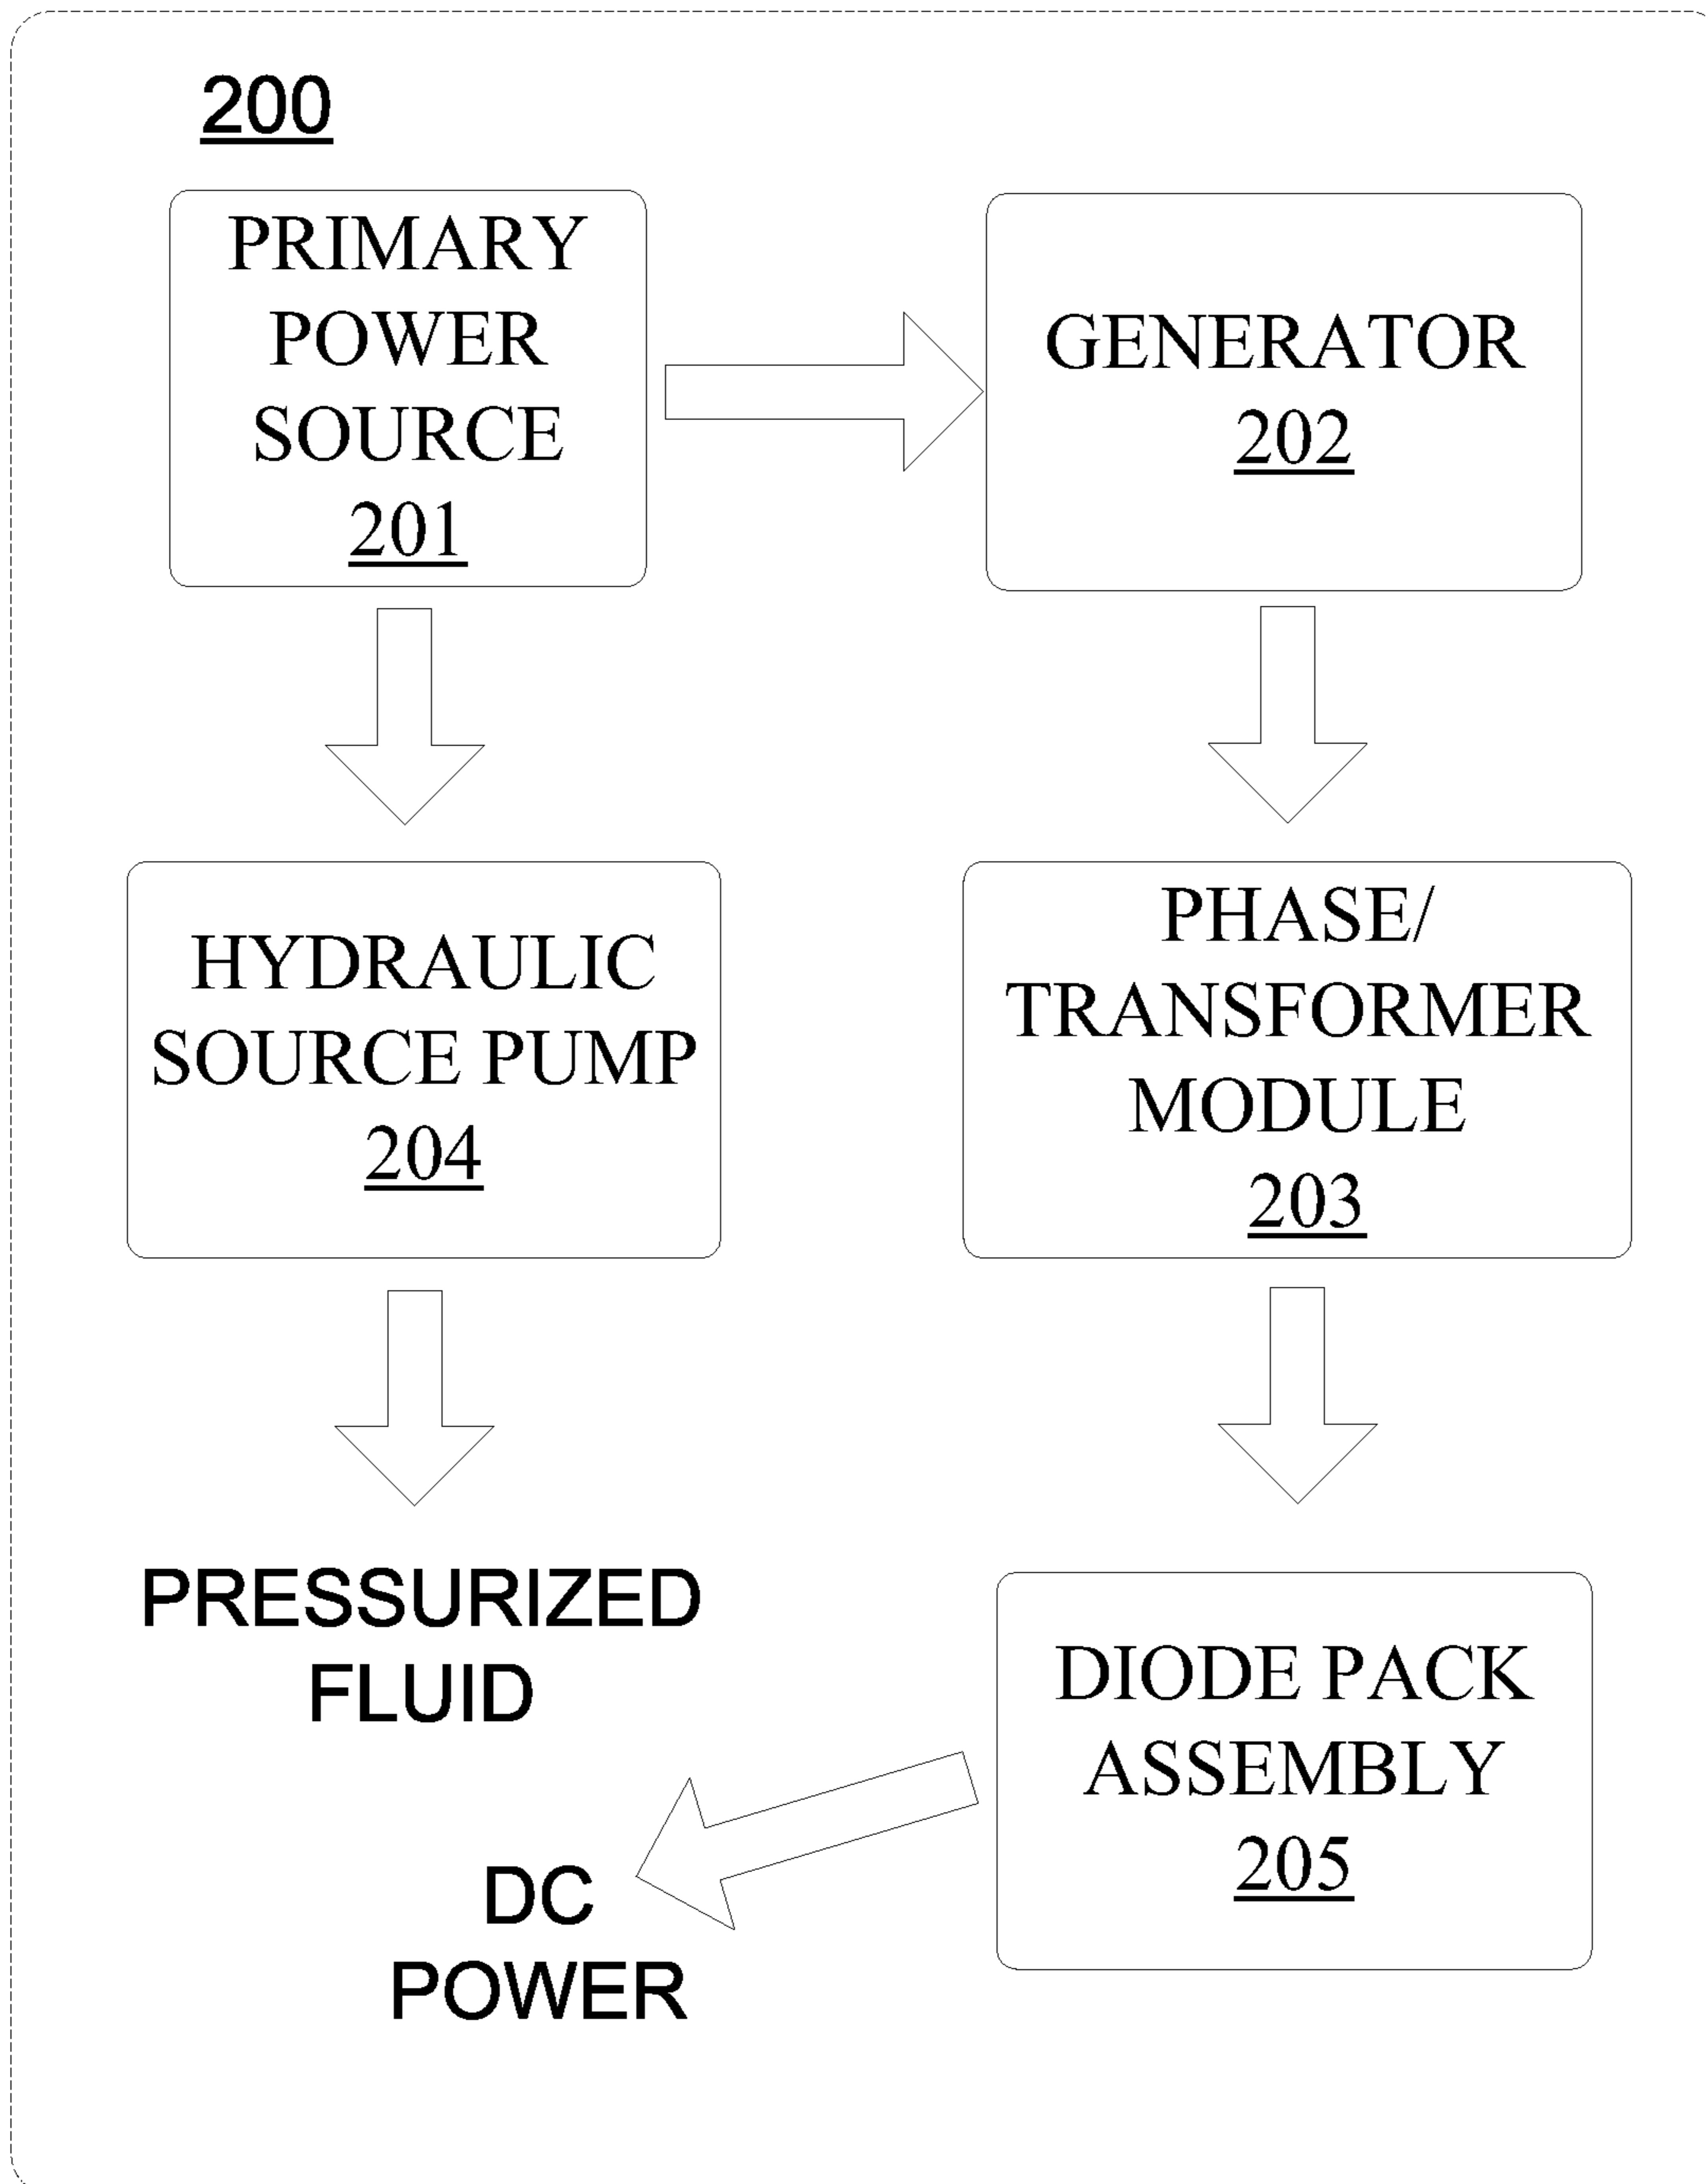 200
PRIMARY
POWER
SOURCE
201
GENERATOR
202
HYDRAULIC
SOURCE PUMP
204
PHASE/
TRANSFORMER
MODULE
203
PRESSURIZED
FLUID
DIODE PACK
ASSEMBLY
205
DC
POWER